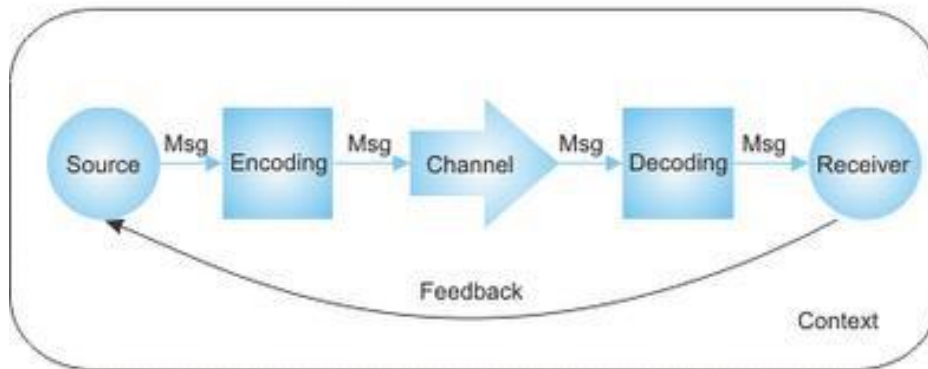 Source
Msg
Encoding
Msg
Channel
Msg
Decoding
Msg
Receiver
Feedback
Context